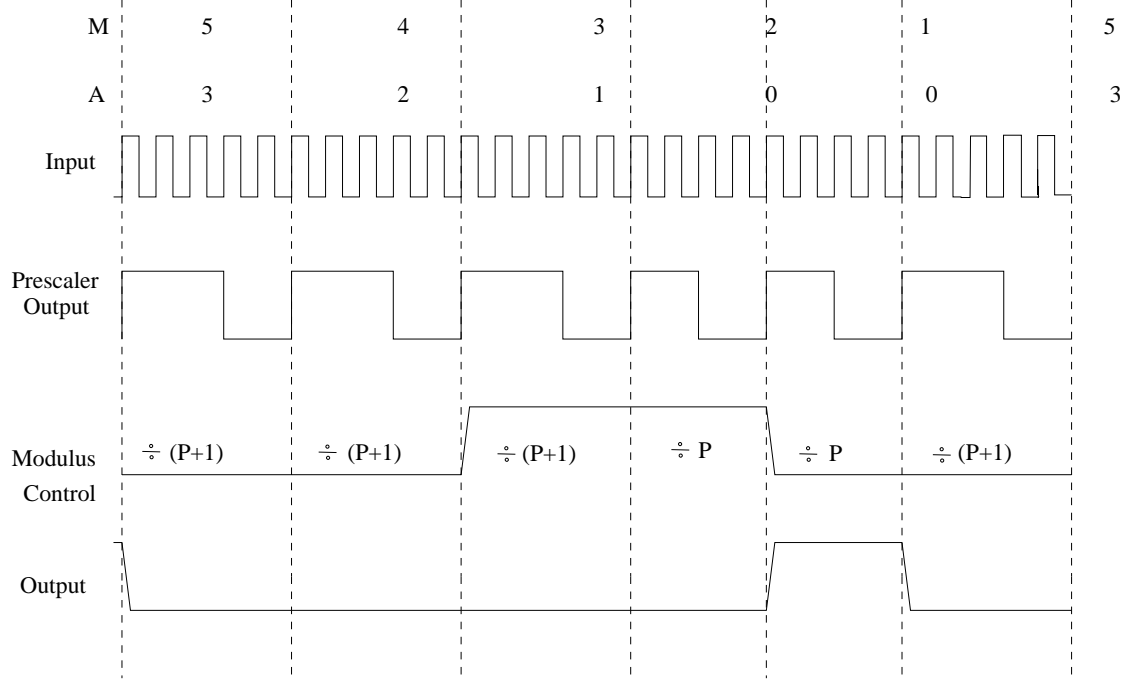 M 5 4 3 2 1 5
A 3 2 1 0 0 3
Input
Prescaler
Output
÷ (P+1) ÷ (P+1) ÷ (P+1) ÷ P ÷ P ÷ (P+1)
Modulus
Control
Output